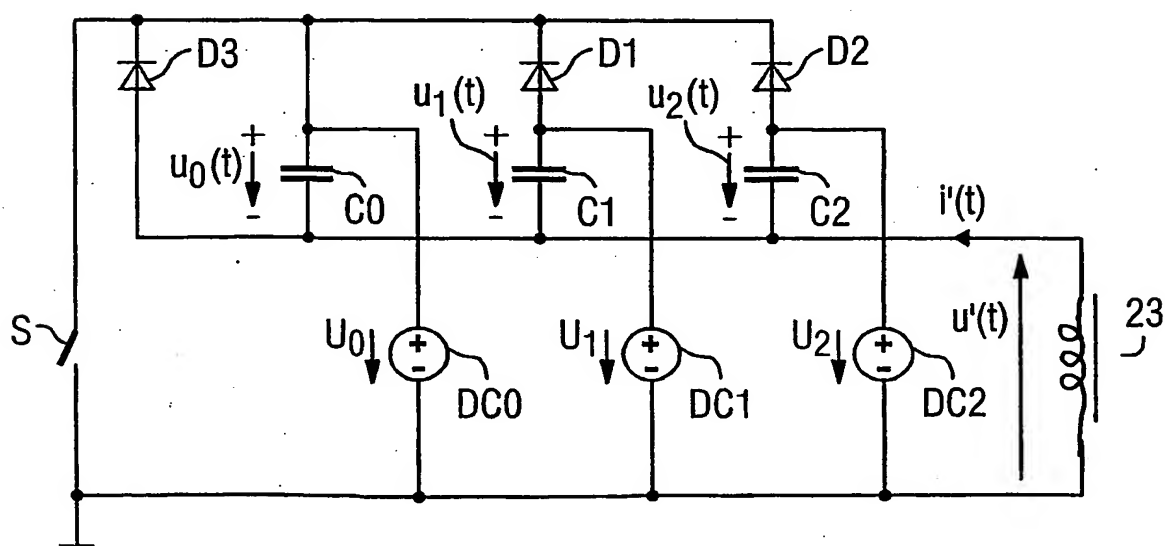 D3
D1
D2
u1(t)
u2(t)
+
+
+
u0(t)
-
-
-
C0
C1
C2
i'(t)
S
U0
+
-
DC0
U1
+
-
DC1
U2
+
-
DC2
u'(t)
23